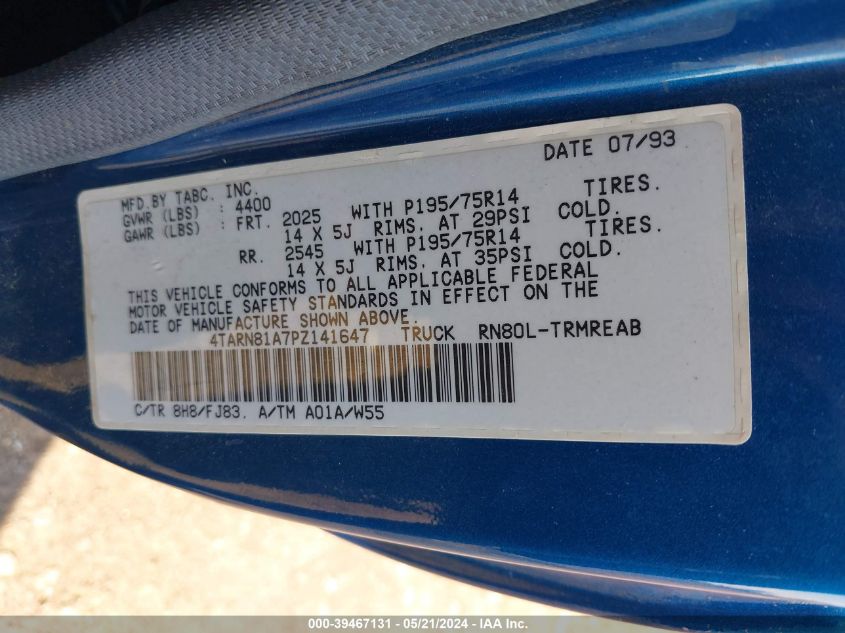 DATE 07/93
MFD. BY TABC, INC.
GVWR (LBS) : 4400
GAWR (LBS) : FRT. 2025 WITH P195/75R14 TIRES.
14 X 5J RIMS. AT 29PSI COLD.
RR. 2545 WITH P195/75R14 TIRES.
14 X 5J RIMS. AT 35PSI COLD.
THIS VEHICLE CONFORMS TO ALL APPLICABLE FEDERAL
MOTOR VEHICLE SAFETY STANDARDS IN EFFECT ON THE
DATE OF MANUFACTURE SHOWN ABOVE.
4TARN81A7PZ141647 TRUCK RN80L-TRMREAB
C/TR 8H8/FJ83. A/TM A01A/W55
000-39467131 - 05/21/2024 - IAA Inc.